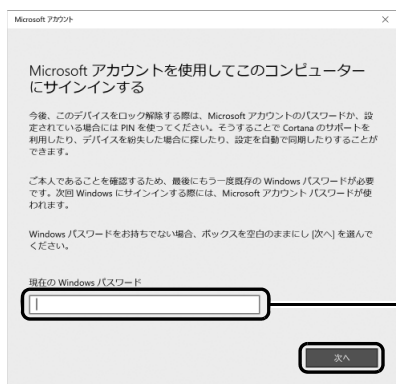 Microsoft アカウント
Microsoft アカウントを使用してこのコンピューター
にサインインする
今後、このデバイスをロック解除する際は、Microsoft アカウントのパスワードか、設
定されている場合には PIN を使ってください。そうすることで Cortana のサポートを
利用したり、デバイスを紛失した場合に探したり、設定を自動で同期したりすることが
できます。
ご本人であることを確認するため、最後にもう一度既存の Windows パスワードが必要
です。次回 Windows にサインインする際には、Microsoft アカウント パスワードが使
われます。
Windows パスワードをお持ちでない場合、ボックスを空白のままにし [次へ] を選んで
ください。
現在の Windows パスワード
次へ